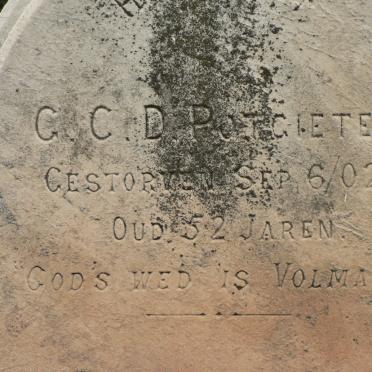 G. C. D POTGIETE
GESTORVEN SEP. 6/02
OUD 52 JAREN.
GOD'S WED IS VOLMA